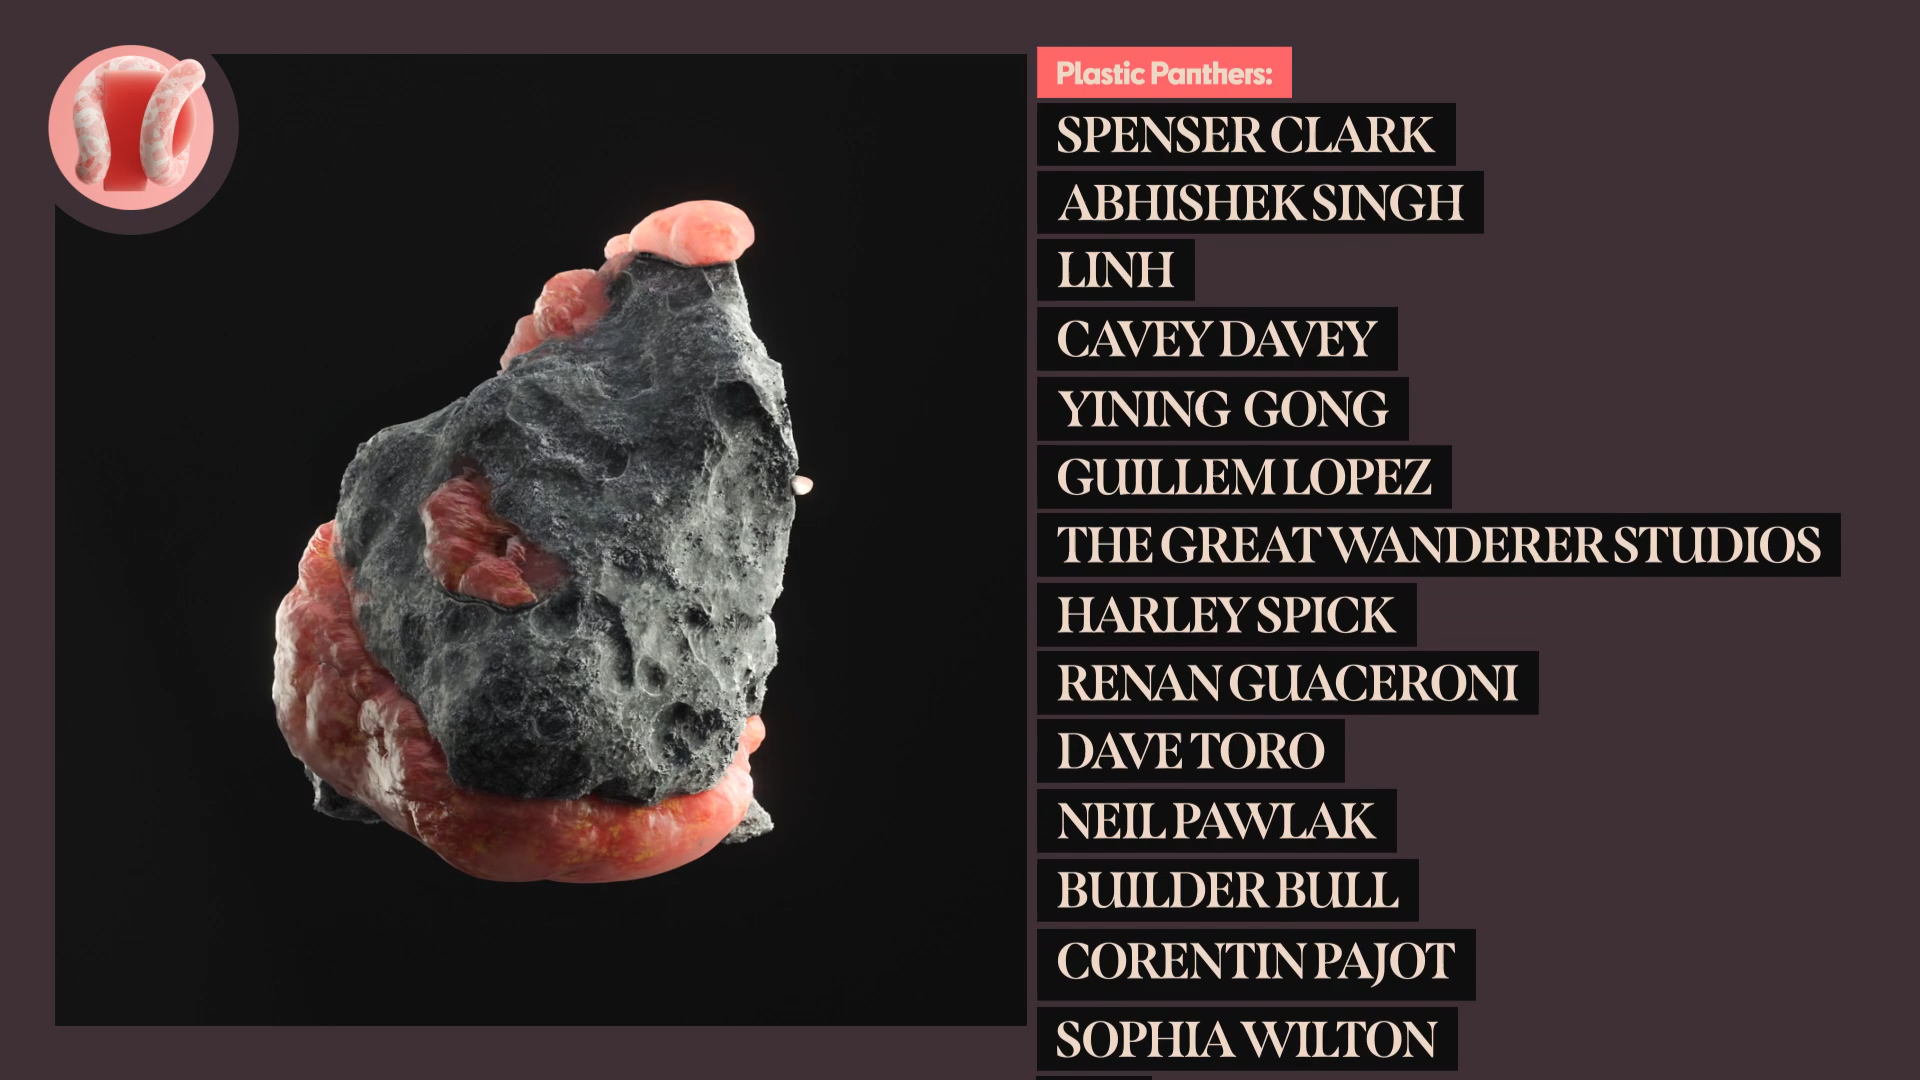 Plastic Panthers:
SPENSER CLARK
ABHISHEK SINGH
LINH
CAVEY DAVEY
YINING GONG
GUILLEM LOPEZ
THE GREAT WANDERER STUDIOS
HARLEY SPICK
RENAN GUACERONI
DAVE TORO
NEIL PAWLAK
BUILDER BULL
CORENTIN PAJOT
SOPHIA WILTON